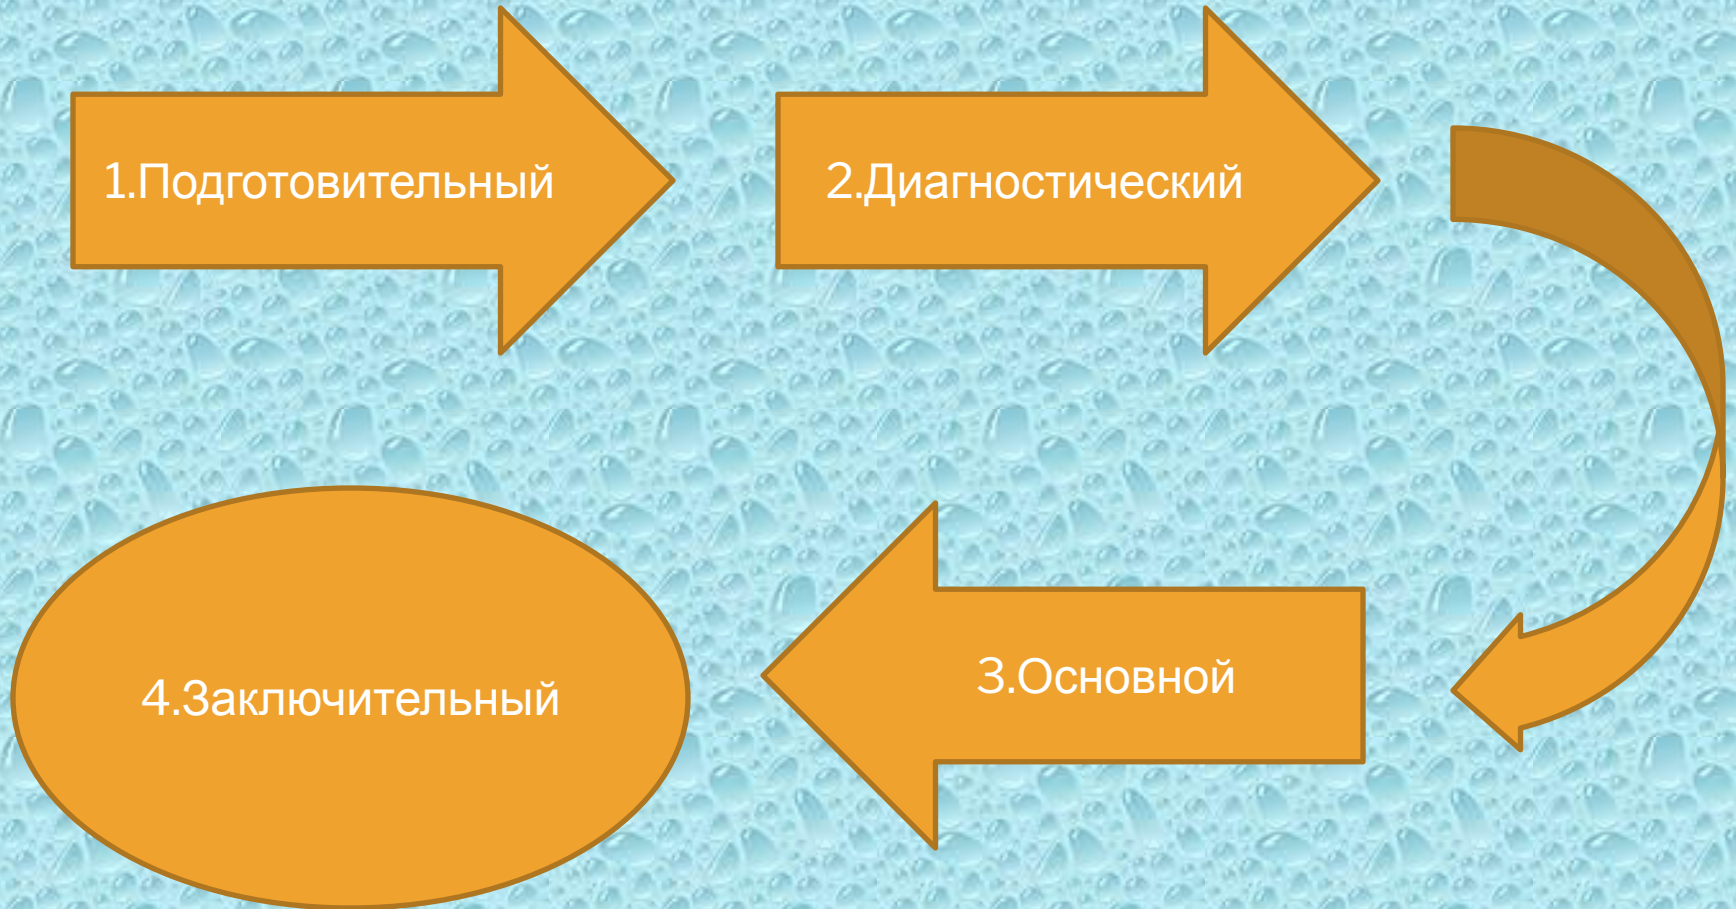 1.Подготовительный
2.Диагностический
3.Основной
4.Заключительный